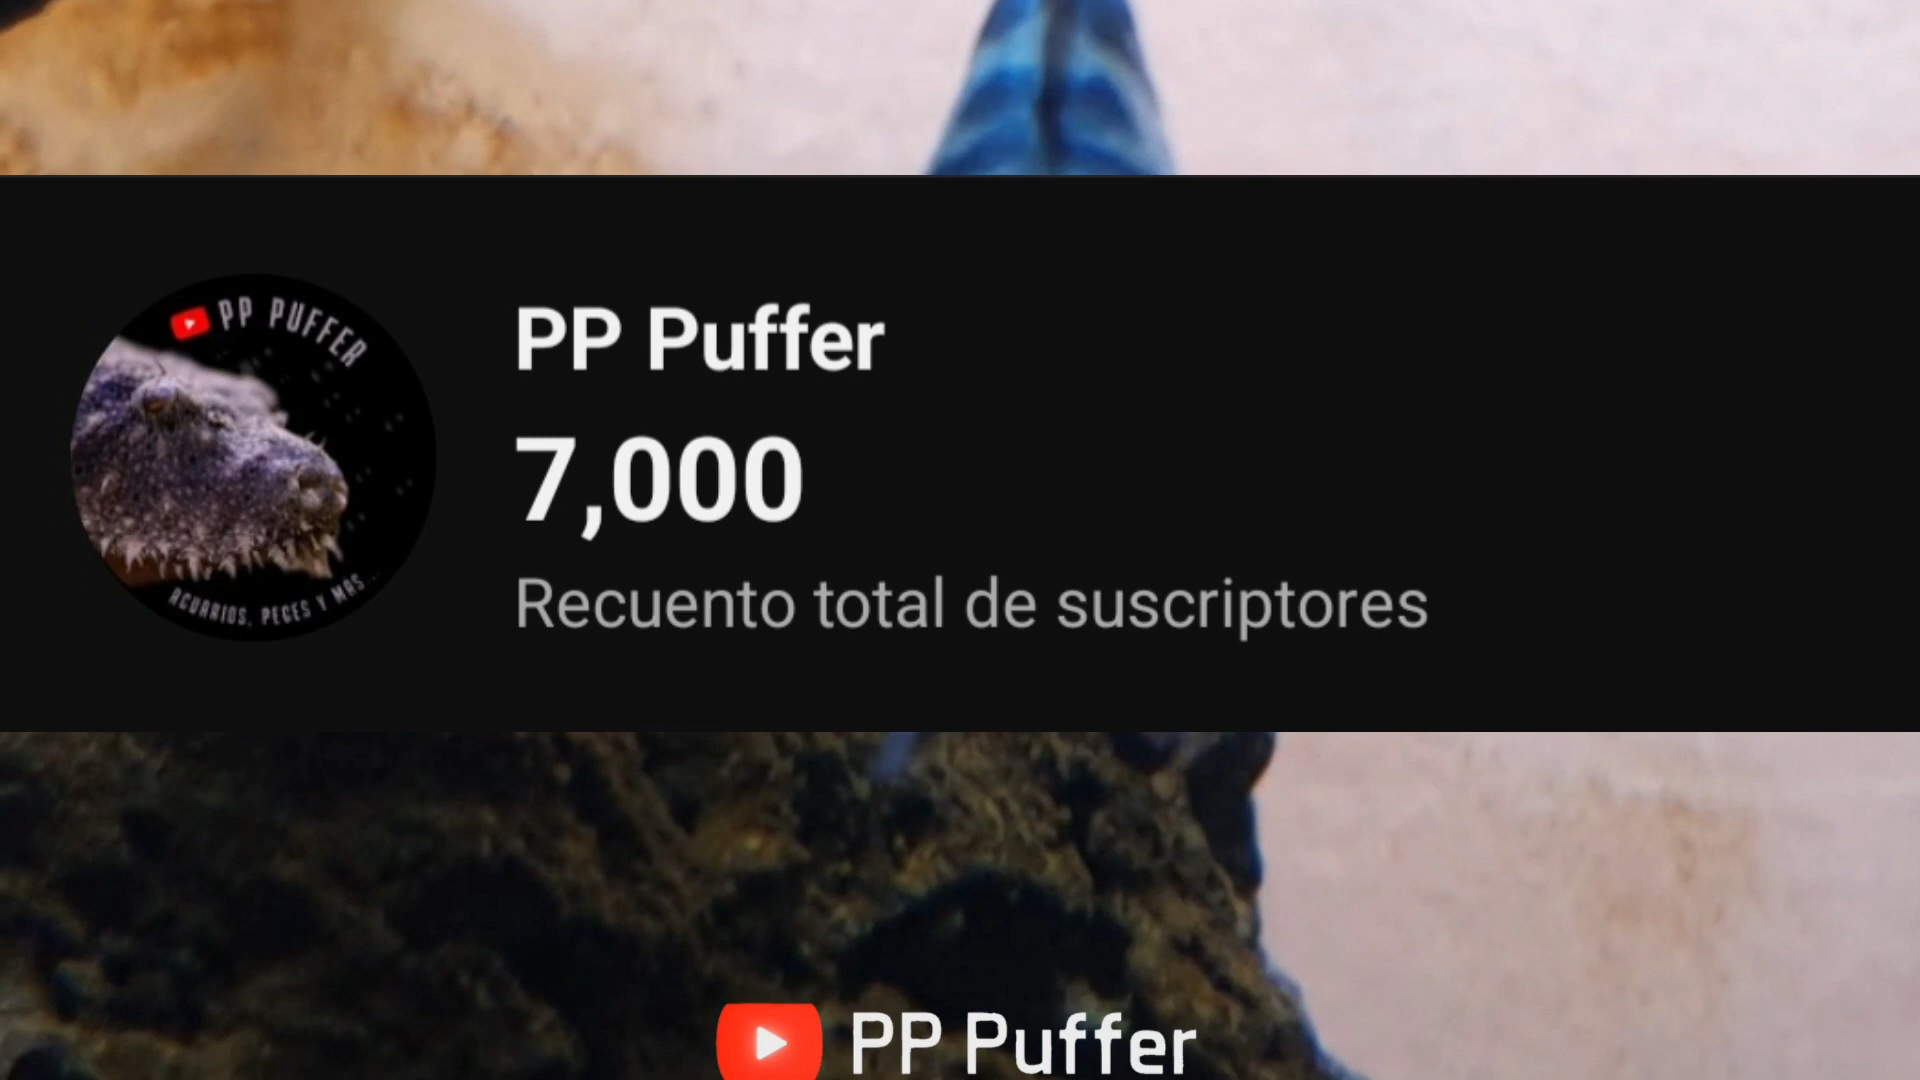 PP PUFFER
ACUARIOS, PECES Y MAS...
PP Puffer
7,000
Recuento total de suscriptores
PP Puffer